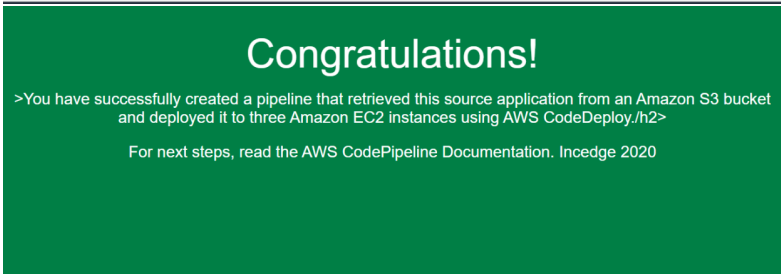 Congratulations!
>You have successfully created a pipeline that retrieved this source application from an Amazon S3 bucket
and deployed it to three Amazon EC2 instances using AWS CodeDeploy./h2>
For next steps, read the AWS CodePipeline Documentation. Incedge 2020